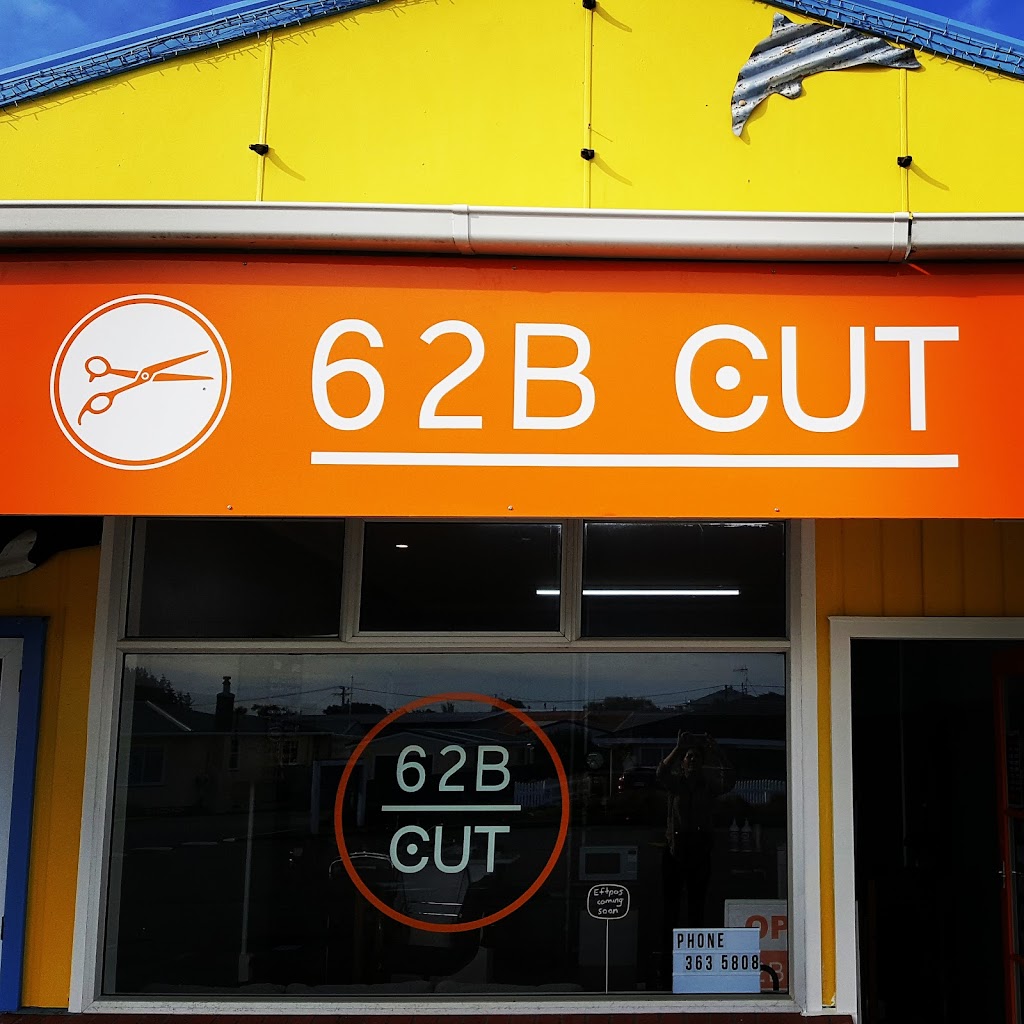 62B CUT
62B
CUT
Eftpos
coming
soon
PHONE
363 5808
OP